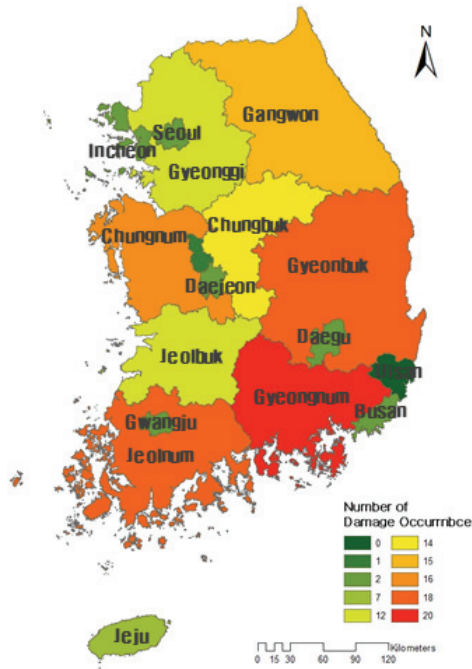 N
Gangwon
Seoul
Incheon
Gyeonggi
Chungbuk
Chungnum
Gyeonbuk
Daejeon
Daegu
Jeolbuk
Gyeongnum
Busan
Gwangju
Jeolnum
Number of
Damage Occurrnbce
0 14
1 15
2 16
7 18
12 20
Jeju
Kilometers
0 15 30 60 90 120